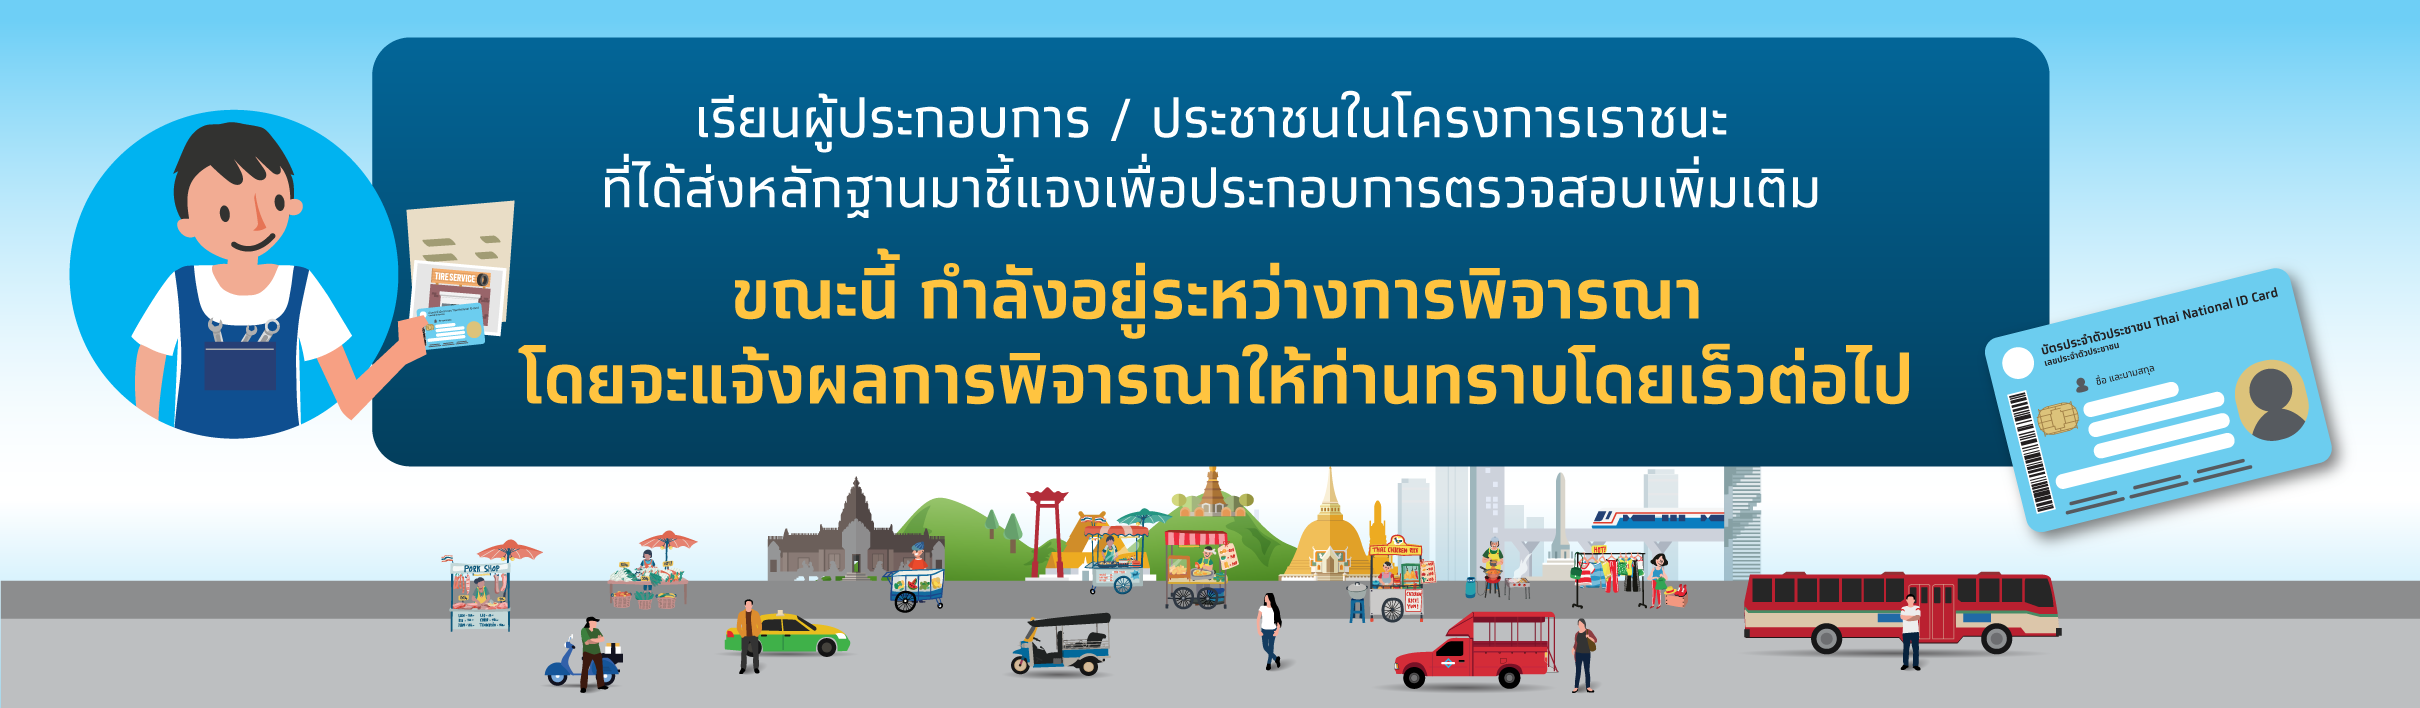 เรียนผู้ประกอบการ / ประชาชนในโครงการเราชนะ
ที่ได้ส่งหลักฐานมาชี้แจงเพื่อประกอบการตรวจสอบเพิ่มเติม
ขณะนี้ กำลังอยู่ระหว่างการพิจารณา
โดยจะแจ้งผลการพิจารณาให้ท่านทราบโดยเร็วต่อไป
TIRE SERVICE
บัตรประจำตัวประชาชน Thai National ID Card
เลขประจำตัวประชาชน
ชื่อ และนามสกุล
PORK SHOP
THAI CHICKEN RICE
HOT!